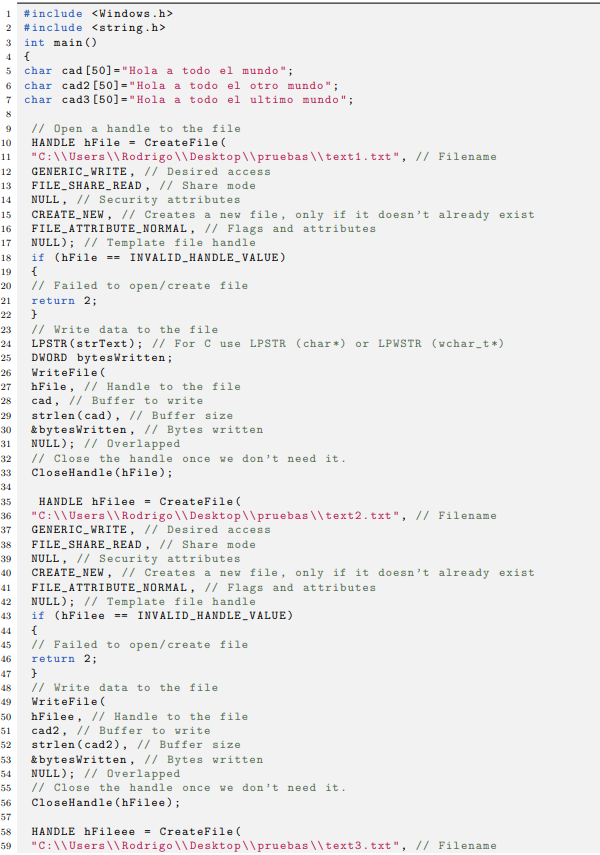 1 #include <Windows.h>
2 #include <string.h>
3 int main()
4 {
5 char cad[50]="Hola a todo el mundo";
6 char cad2[50]="Hola a todo el otro mundo";
7 char cad3[50]="Hola a todo el ultimo mundo";
8
9 // Open a handle to the file
10 HANDLE hFile = CreateFile(
11 "C:\\Users\\Rodrigo\\Desktop\\pruebas\\text1.txt", // Filename
12 GENERIC_WRITE, // Desired access
13 FILE_SHARE_READ, // Share mode
14 NULL, // Security attributes
15 CREATE_NEW, // Creates a new file, only if it doesn't already exist
16 FILE_ATTRIBUTE_NORMAL, // Flags and attributes
17 NULL); // Template file handle
18 if (hFile == INVALID_HANDLE_VALUE)
19 {
20 // Failed to open/create file
21 return 2;
22 }
23 // Write data to the file
24 LPSTR(strText); // For C use LPSTR (char*) or LPWSTR (wchar_t*)
25 DWORD bytesWritten;
26 WriteFile(
27 hFile, // Handle to the file
28 cad, // Buffer to write
29 strlen(cad), // Buffer size
30 &bytesWritten, // Bytes written
31 NULL); // Overlapped
32 // Close the handle once we don't need it.
33 CloseHandle(hFile);
34
35 HANDLE hFilee = CreateFile(
36 "C:\\Users\\Rodrigo\\Desktop\\pruebas\\text2.txt", // Filename
37 GENERIC_WRITE, // Desired access
38 FILE_SHARE_READ, // Share mode
39 NULL, // Security attributes
40 CREATE_NEW, // Creates a new file, only if it doesn't already exist
41 FILE_ATTRIBUTE_NORMAL, // Flags and attributes
42 NULL); // Template file handle
43 if (hFilee == INVALID_HANDLE_VALUE)
44 {
45 // Failed to open/create file
46 return 2;
47 }
48 // Write data to the file
49 WriteFile(
50 hFilee, // Handle to the file
51 cad2, // Buffer to write
52 strlen(cad2), // Buffer size
53 &bytesWritten, // Bytes written
54 NULL); // Overlapped
55 // Close the handle once we don't need it.
56 CloseHandle(hFilee);
57
58 HANDLE hFileee = CreateFile(
59 "C:\\Users\\Rodrigo\\Desktop\\pruebas\\text3.txt", // Filename